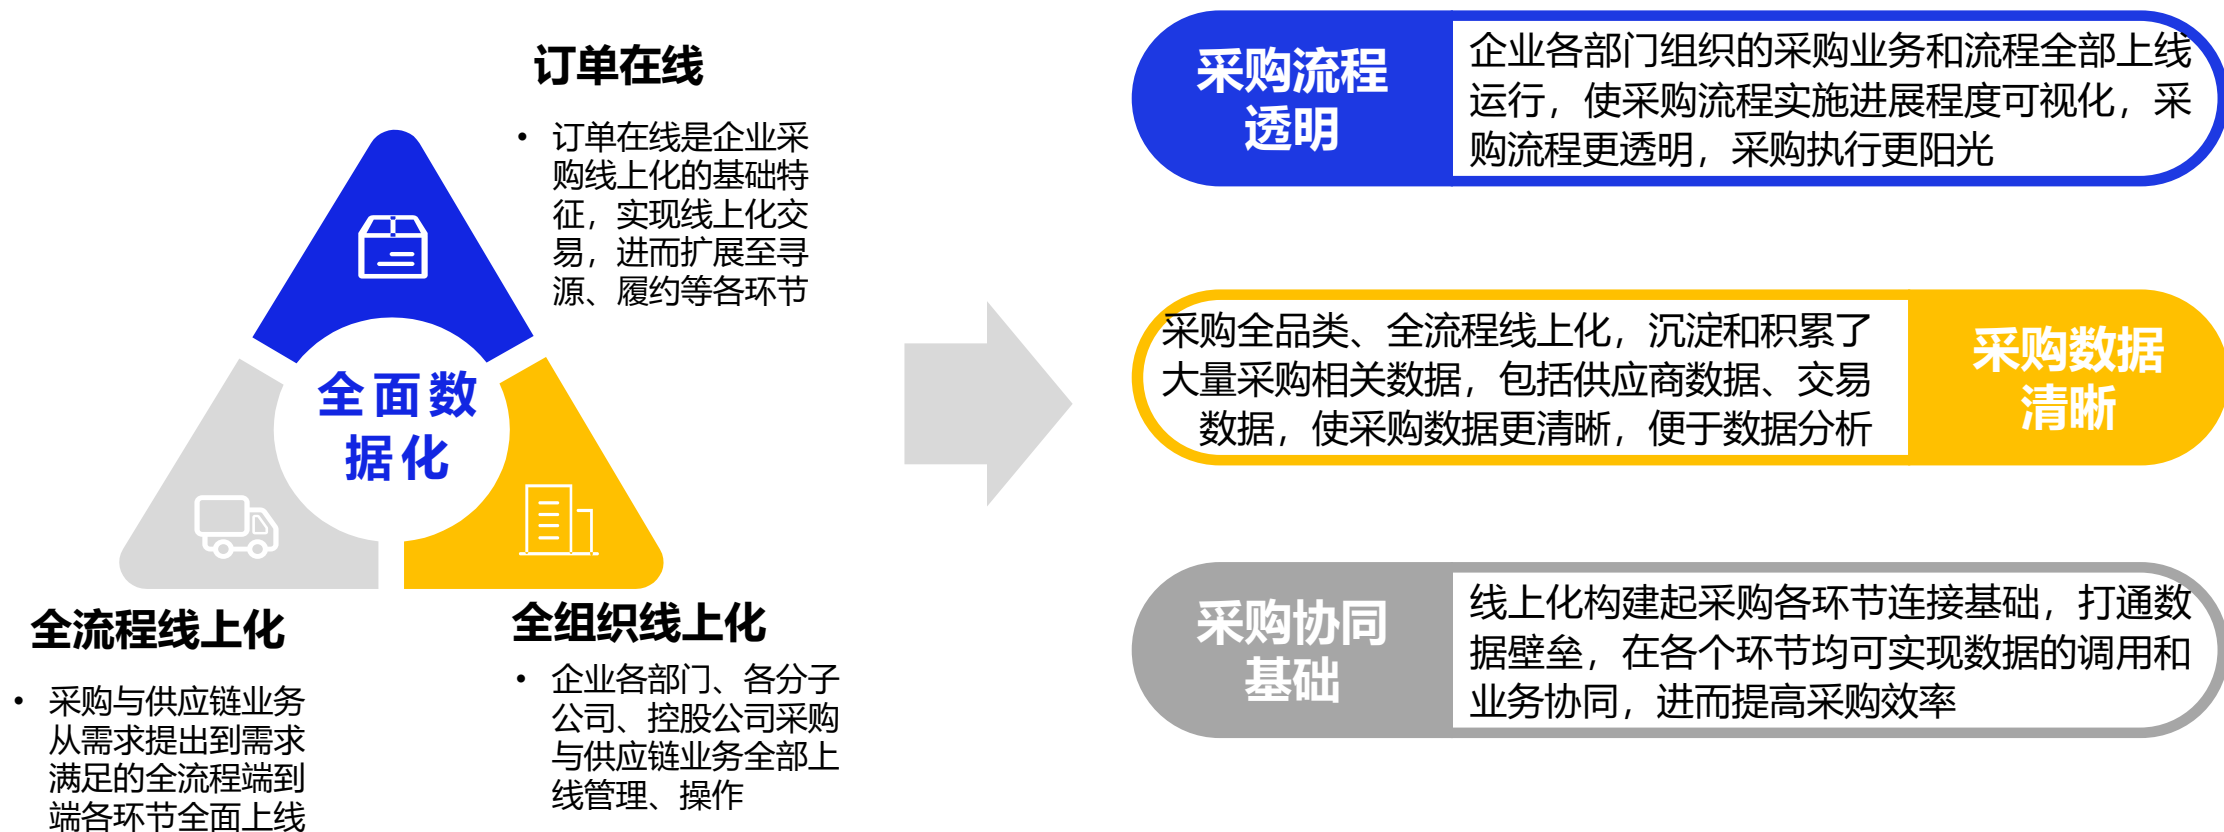 订单在线
• 订单在线是企业采
购线上化的基础特
征，实现线上化交
易，进而扩展至寻
源、履约等各环节
全面数
据化
全流程线上化
• 采购与供应链业务
从需求提出到需求
满足的全流程端到
端各环节全面上线
全组织线上化
• 企业各部门、各分子
公司、控股公司采购
与供应链业务全部上
线管理、操作
采购流程
透明
企业各部门组织的采购业务和流程全部上线
运行，使采购流程实施进展程度可视化，采
购流程更透明，采购执行更阳光
采购全品类、全流程线上化，沉淀和积累了
大量采购相关数据，包括供应商数据、交易
数据，使采购数据更清晰，便于数据分析
采购数据
清晰
采购协同
基础
线上化构建起采购各环节连接基础，打通数
据壁垒，在各个环节均可实现数据的调用和
业务协同，进而提高采购效率